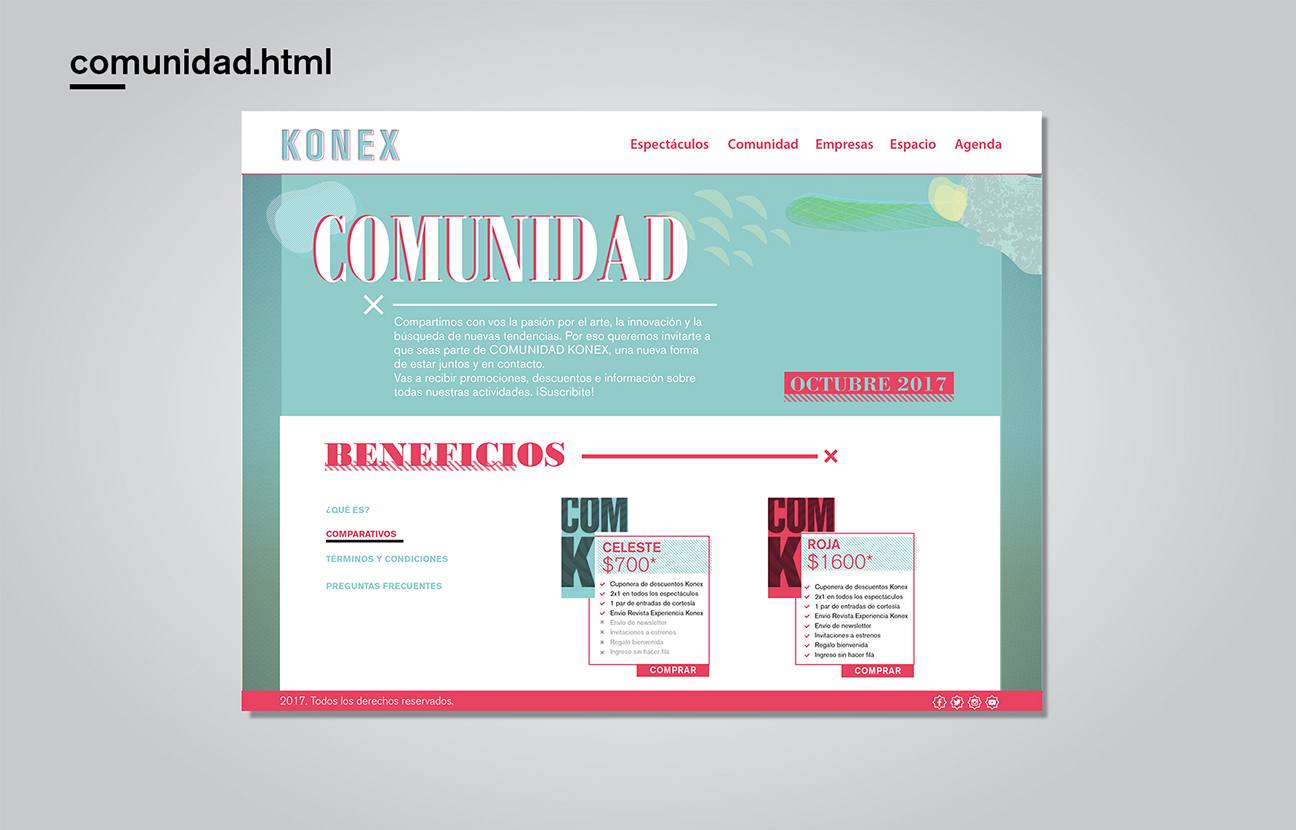 comunidad.html
KONEX
Espectáculos Comunidad Empresas Espacio Agenda
COMUNIDAD
Compartimos con vos la pasión por el arte, la innovación y la
búsqueda de nuevas tendencias. Por eso queremos invitarte a
que seas parte de COMUNIDAD KONEX, una nueva forma
de estar juntos y en contacto.
Vas a recibir promociones, descuentos e información sobre
todas nuestras actividades. ¡Suscribite!
OCTUBRE 2017
BENEFICIOS
¿QUÉ ES?
COMPARATIVOS
TÉRMINOS Y CONDICIONES
PREGUNTAS FRECUENTES
COM
K
CELESTE
$700*
Cuponera de descuentos Konex
2x1 en todos los espectáculos
1 par de entradas de cortesía
Envio Revista Experiencia Konex
Envío de newsletter
Invitaciones a estrenos
Regalo bienvenida
Ingreso sin hacer fila
COMPRAR
COM
K
ROJA
$1600*
Cuponera de descuentos Konex
2x1 en todos los espectáculos
1 par de entradas de cortesía
Envio Revista Experiencia Konex
Envío de newsletter
Invitaciones a estrenos
Regalo bienvenida
Ingreso sin hacer fila
COMPRAR
2017. Todos los derechos reservados.